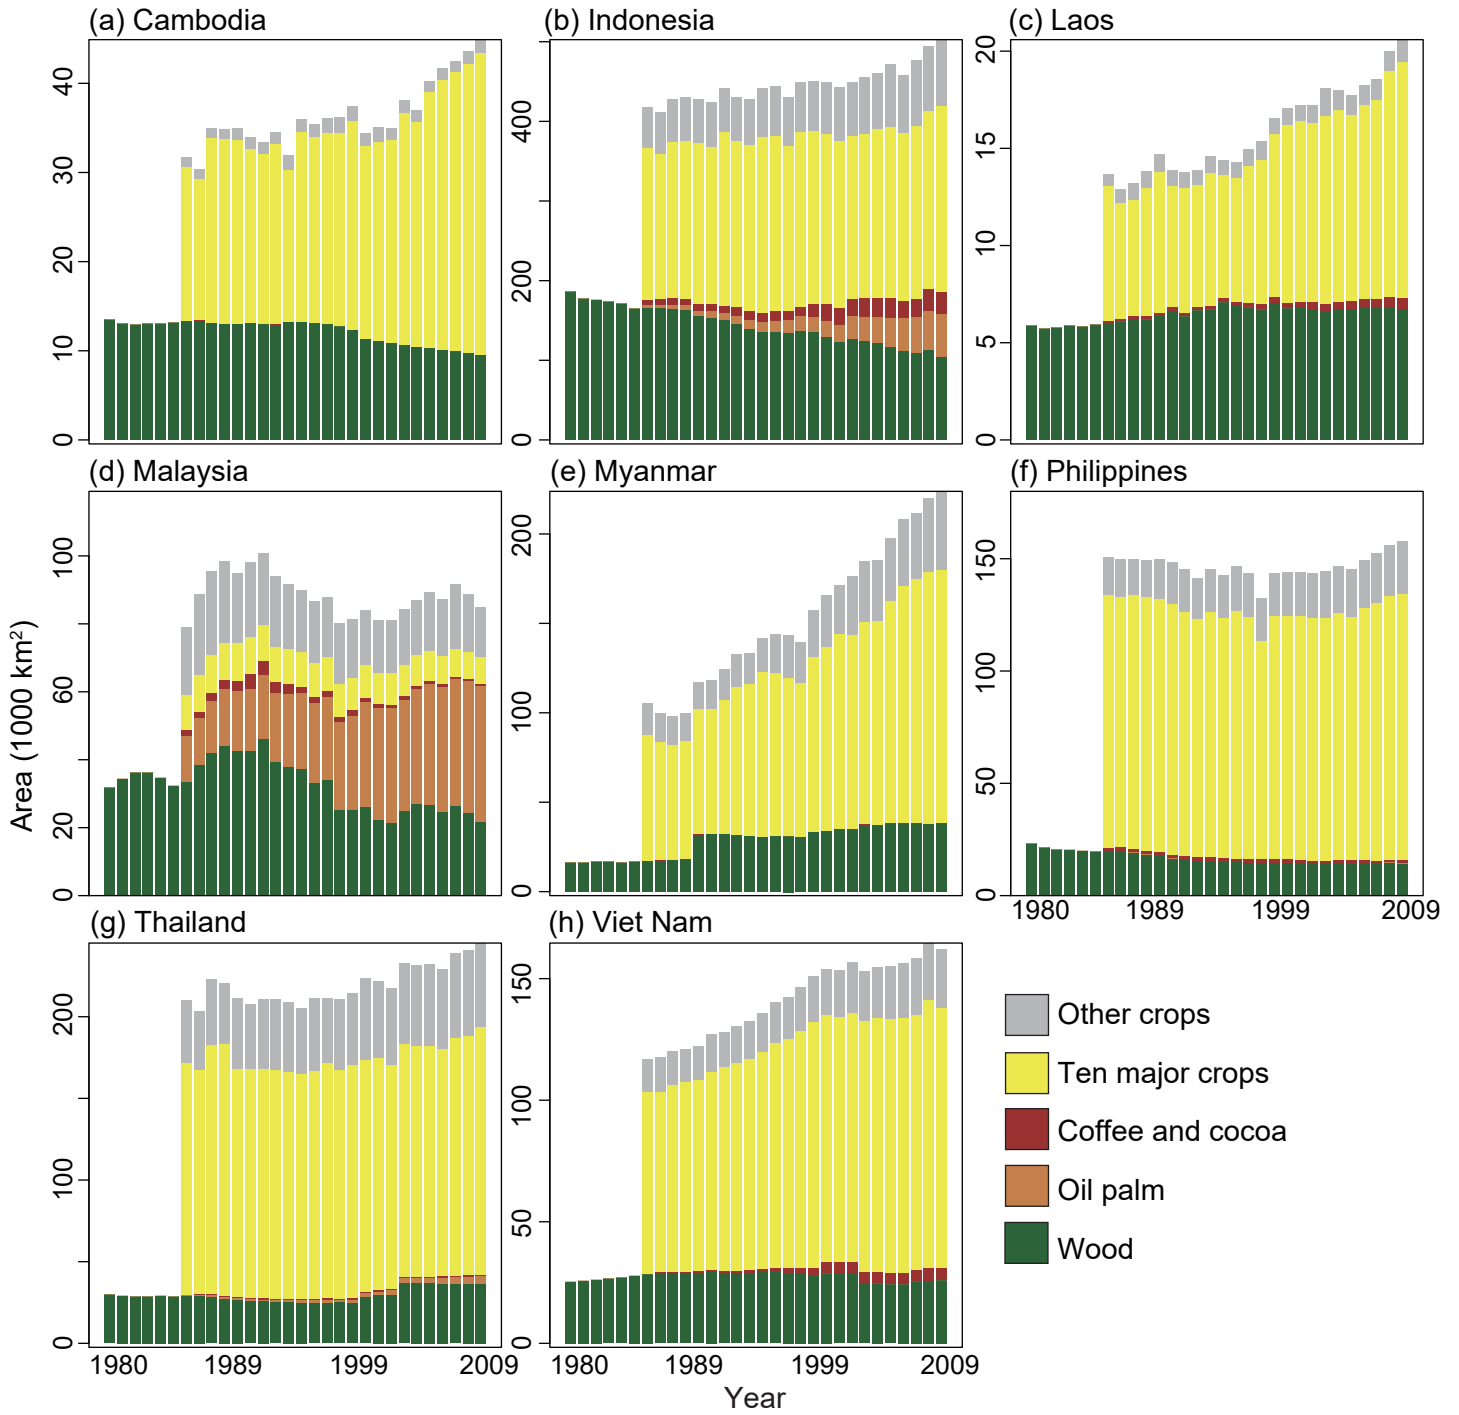 (a) Cambodia
(b) Indonesia
(c) Laos
0 10 20 30 40
0 200 400
0 5 10 15 20
(d) Malaysia
(e) Myanmar
(f) Philippines
0 20 60 100
0 100 200
0 50 100 150
1980 1989 1999 2009
(g) Thailand
(h) Viet Nam
0 100 200
0 50 100 150
1980 1989 1999 2009
1980 1989 1999 2009
Area (1000 km²)
Year
Other crops
Ten major crops
Coffee and cocoa
Oil palm
Wood